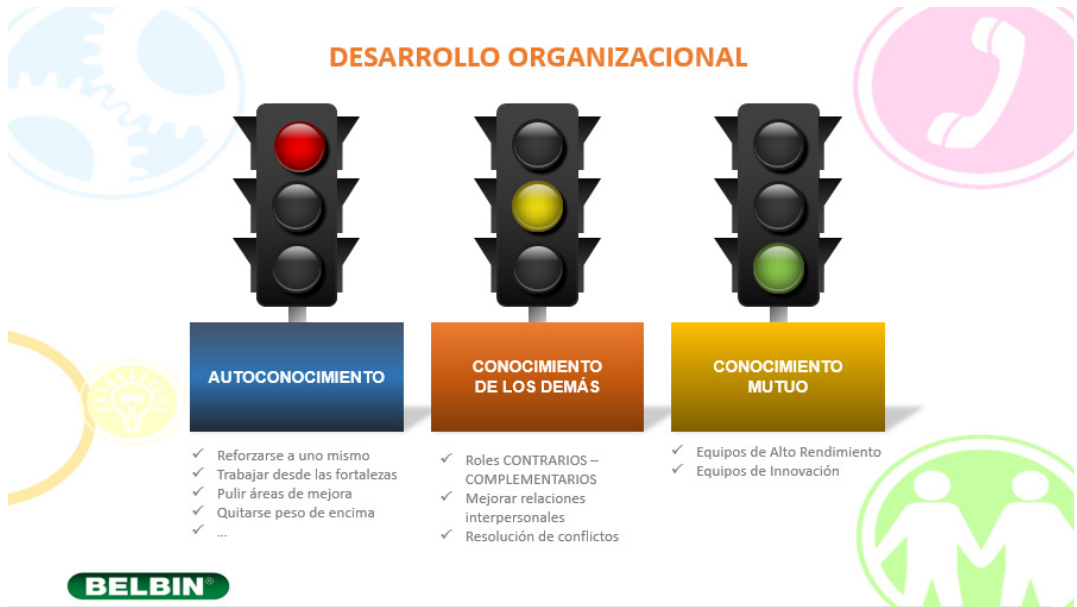 DESARROLLO ORGANIZACIONAL
AUTOCONOCIMIENTO
✓ Reforzarse a uno mismo
✓ Trabajar desde las fortalezas
✓ Pulir áreas de mejora
✓ Quitarse peso de encima
✓ ...
CONOCIMIENTO
DE LOS DEMÁS
✓ Roles CONTRARIOS –
COMPLEMENTARIOS
✓ Mejorar relaciones
interpersonales
✓ Resolución de conflictos
CONOCIMIENTO
MUTUO
✓ Equipos de Alto Rendimiento
✓ Equipos de Innovación
BELBIN®